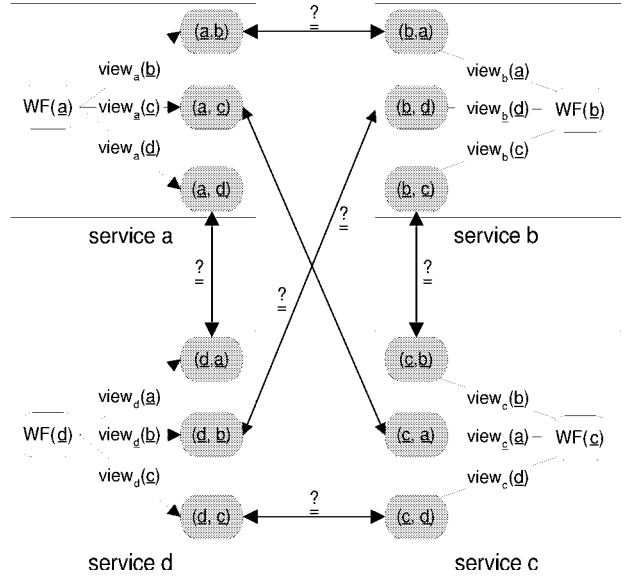 (a,b) ? = (b,a)
view_a(b) view_b(a)
WF(a) view_a(c) (a, c) (b, d) view_b(d) WF(b)
view_a(d) view_b(c)
(a, d) (b, c)
? =
service a service b
? = ? = ? =
(d,a) (c,b)
view_d(a) view_c(b)
WF(d) view_d(b) (d, b) (c, a) view_c(a) WF(c)
view_d(c) view_c(d)
(d, c) ? = (c, d)
service d service c